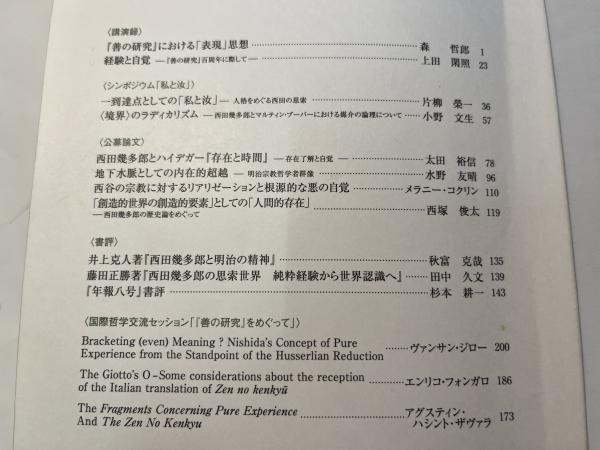 〈講演録〉
『善の研究』における「表現」思想 森 哲郎 1
経験と自覚 ―『善の研究』百周年に際して― 上田 閑照 23
〈シンポジウム「私と汝」〉
一到達点としての「私と汝」 ―人格をめぐる西田の思索 片柳 榮一 36
〈境界〉のラディカリズム ―西田幾多郎とマルティン・ブーバーにおける媒介の論理について 小野 文生 57
〈公募論文〉
西田幾多郎とハイデガー『存在と時間』 ―存在了解と自覚― 太田 裕信 78
地下水脈としての内在的超越 ―明治宗教哲学者群像 水野 友晴 96
西谷の宗教に対するリアリゼーションと根源的な悪の自覚 メラニー・コクリン 110
「創造的世界の創造的要素」としての「人間的存在」 西塚 俊太 119
―西田幾多郎の歴史論をめぐって
〈書評〉
井上克人著『西田幾多郎と明治の精神』 秋富 克哉 135
藤田正勝著『西田幾多郎の思索世界 純粋経験から世界認識へ』 田中 久文 139
『年報八号』書評 杉本 耕一 143
〈国際哲学交流セッション「『善の研究』をめぐって」〉
Bracketing (even) Meaning ? Nishida's Concept of Pure
Experience from the Standpoint of the Husserlian Reduction ヴァンサン・ジロー 200
The Giotto's O –Some considerations about the reception
of the Italian translation of Zen no kenkyū エンリコ・フォンガロ 186
The Fragments Concerning Pure Experience アグスティン・
And The Zen No Kenkyu ハシント・ザヴァラ 173